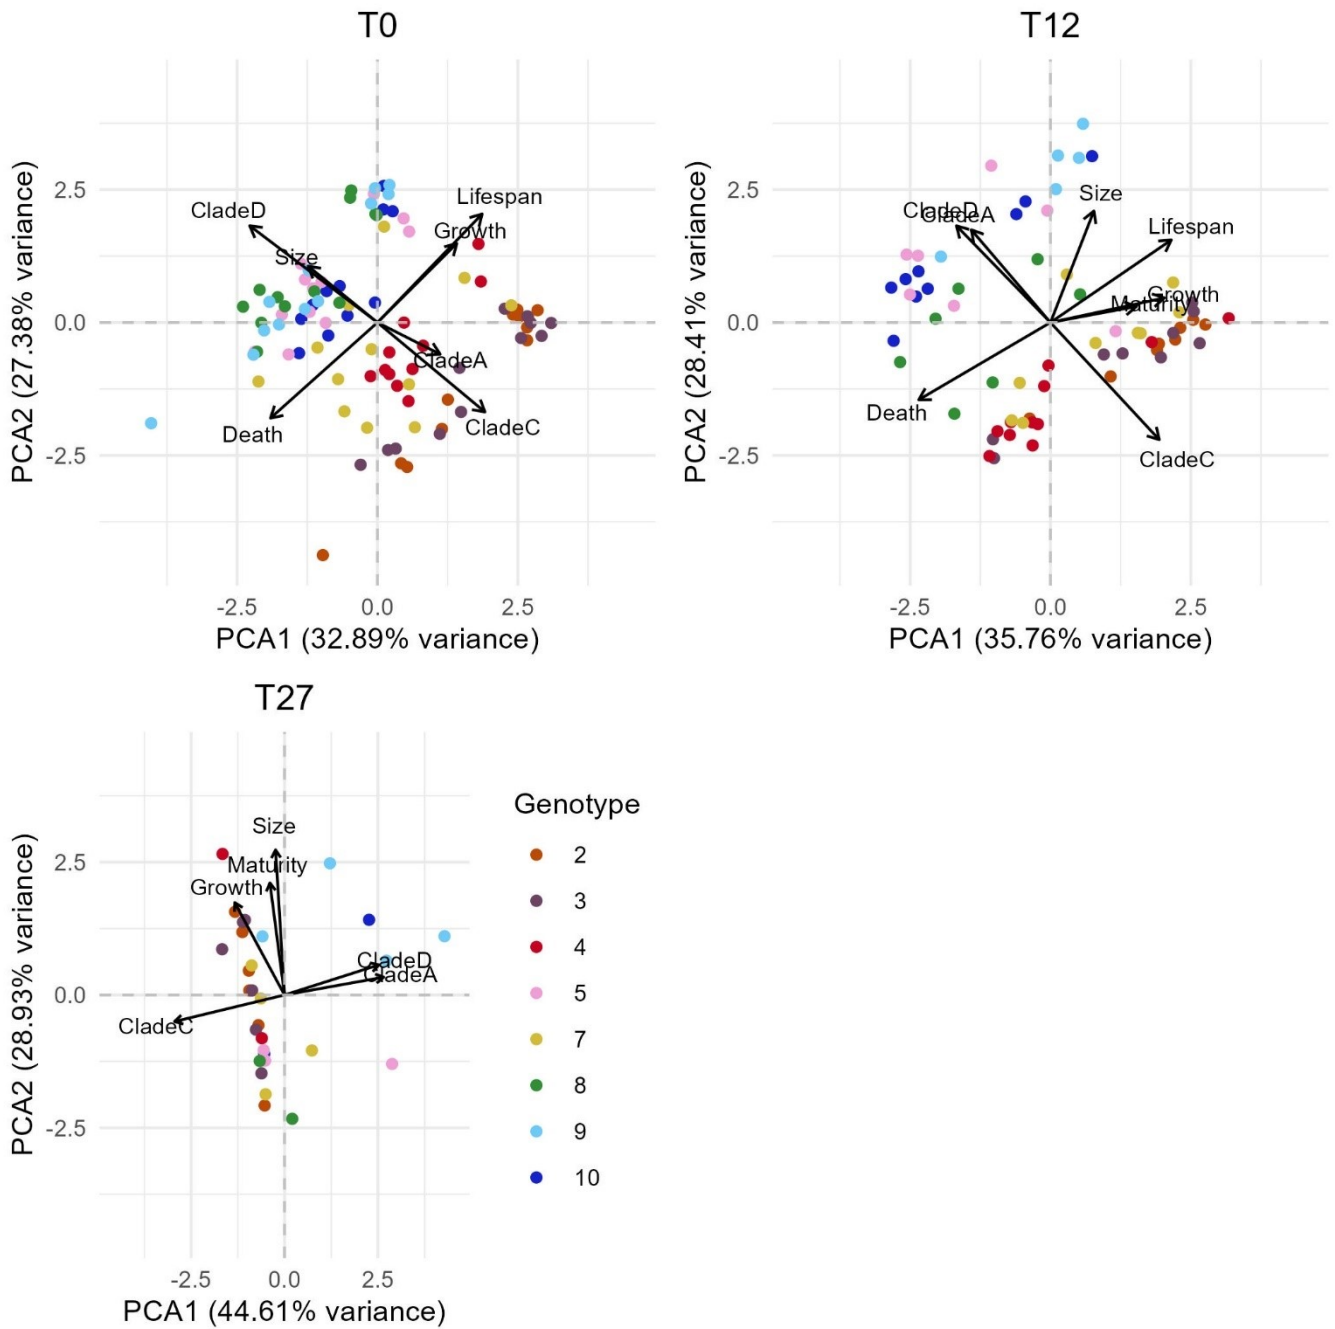 T0
PCA2 (27.38% variance)
2.5
0.0
-2.5
CladeD
Size
Lifespan
Growth
CladeA
CladeC
Death
-2.5 0.0 2.5
PCA1 (32.89% variance)
T12
PCA2 (28.41% variance)
2.5
0.0
-2.5
CladeD
CladeA
Size
Lifespan
Growth
Maturity
Death
CladeC
-2.5 0.0 2.5
PCA1 (35.76% variance)
T27
PCA2 (28.93% variance)
2.5
0.0
-2.5
Size
Maturity
Growth
CladeD
CladeA
CladeC
-2.5 0.0 2.5
PCA1 (44.61% variance)
Genotype
2
3
4
5
7
8
9
10